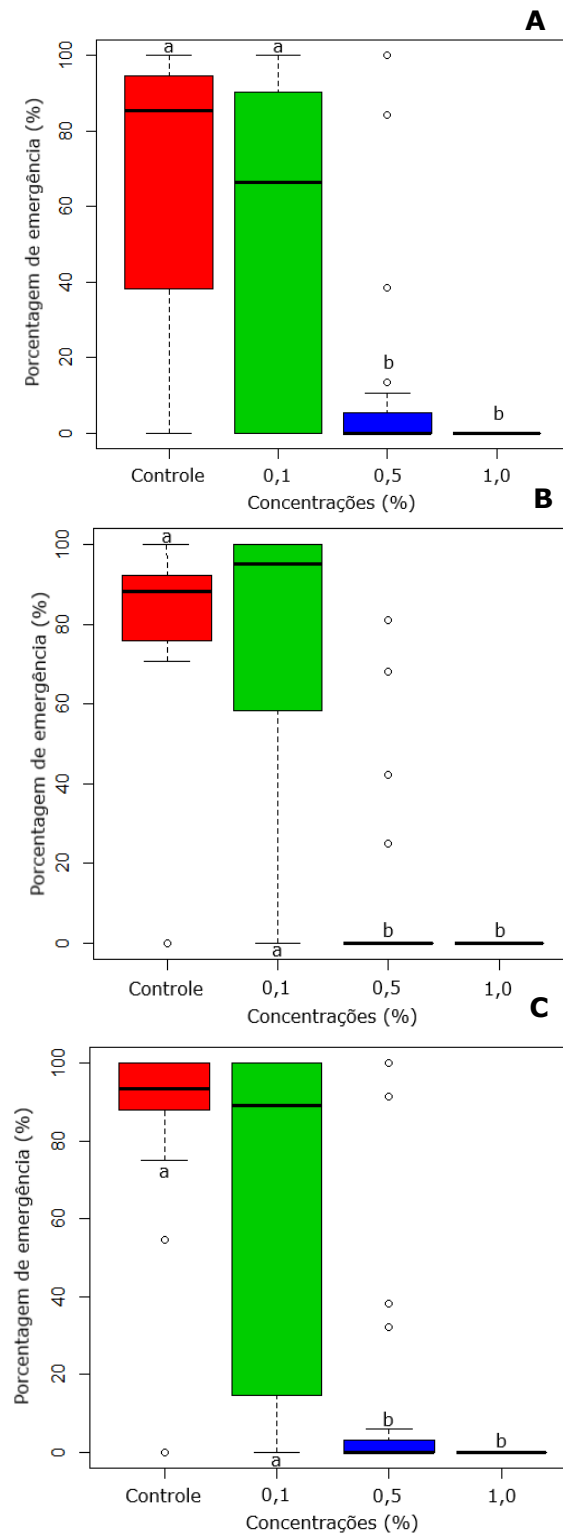 A
a a
b
b
Porcentagem de emergência (%)
0 20 40 60 80 100
Controle 0,1 0,5 1,0
Concentrações (%)
B
a
a
b b
Porcentagem de emergência (%)
0 20 40 60 80 100
Controle 0,1 0,5 1,0
Concentrações (%)
C
a
a
b
b
Porcentagem de emergência (%)
0 20 40 60 80 100
Controle 0,1 0,5 1,0
Concentrações (%)